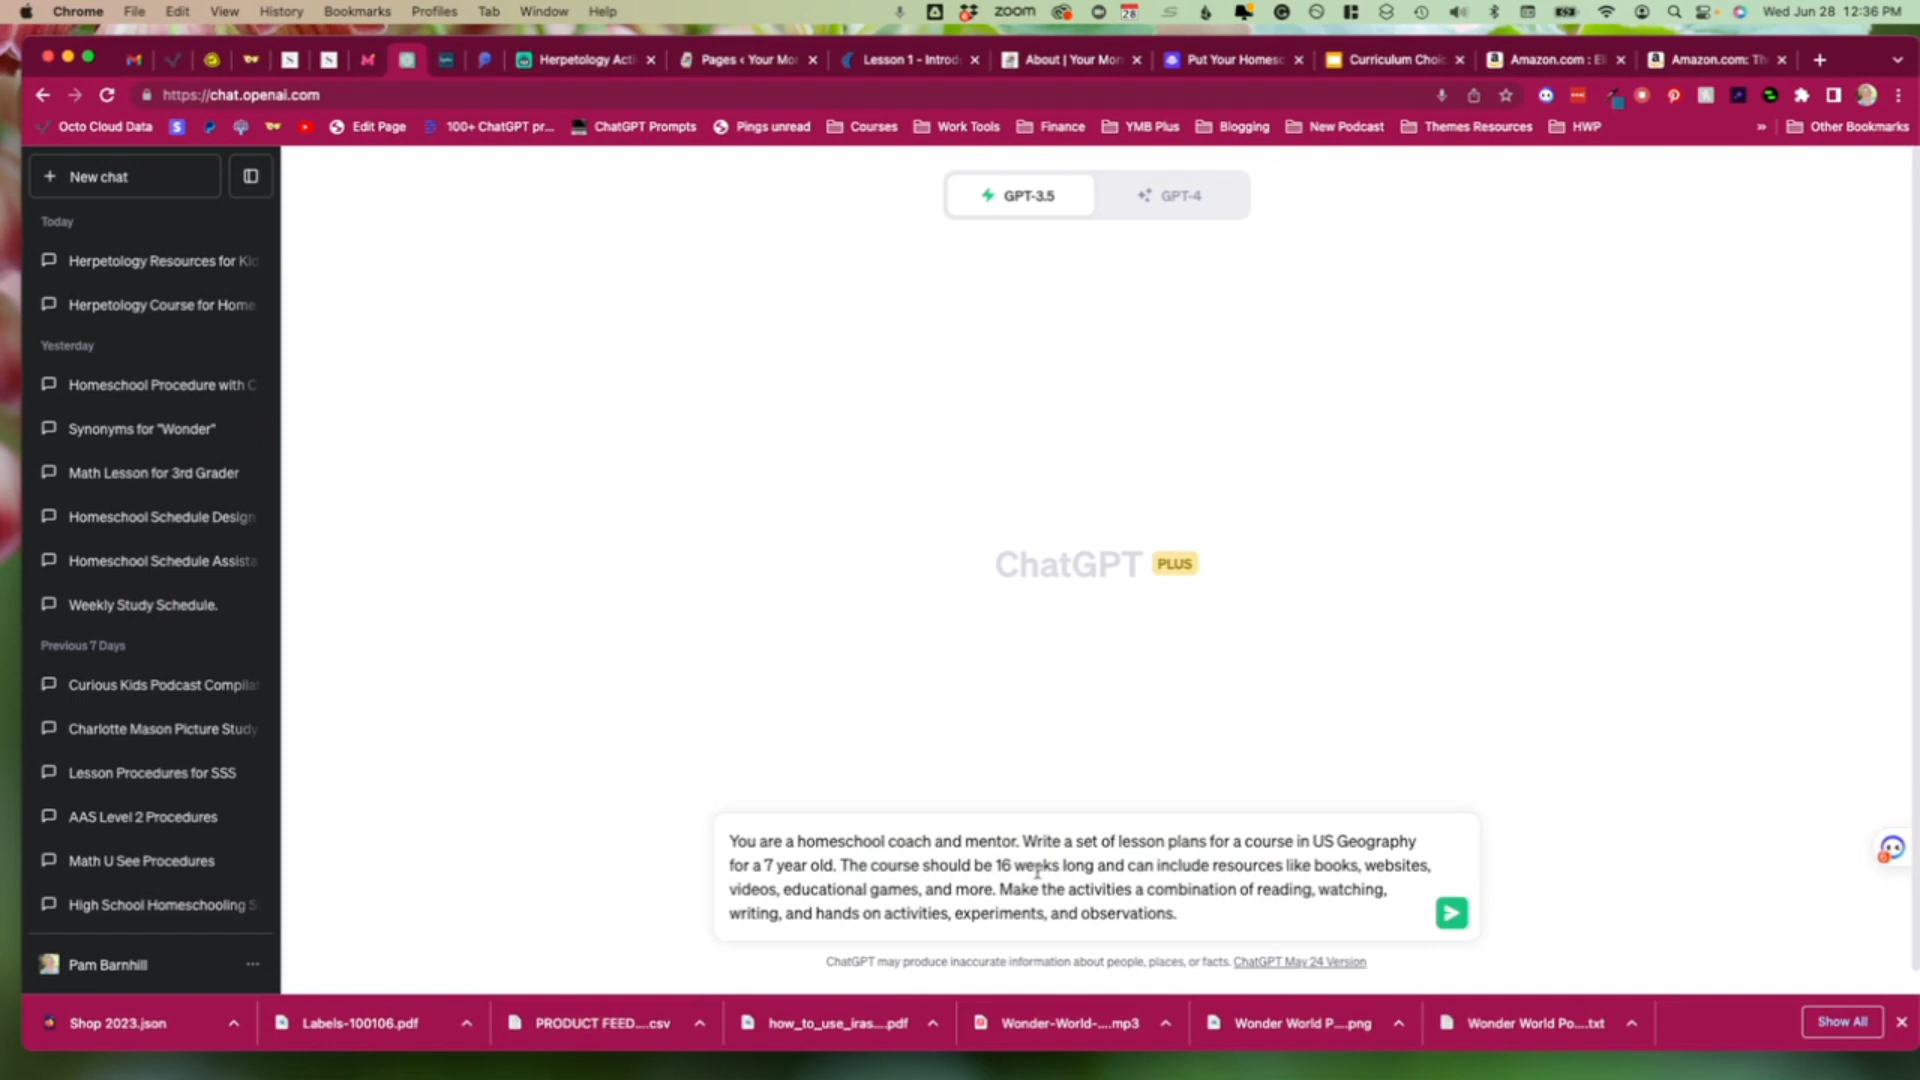 Chrome File Edit View History Bookmarks Profiles Tab Window Help
zoom
28
Wed Jun 28 12:36 PM
Herpetology Acti
Pages ‹ Your Mo
Lesson 1 - Introd
About | Your Mor
Put Your Homes
Curriculum Choi
Amazon.com : El
Amazon.com: Th
https://chat.openai.com
Octo Cloud Data
Edit Page
100+ ChatGPT pr...
ChatGPT Prompts
Pings unread
Courses
Work Tools
Finance
YMB Plus
Blogging
New Podcast
Themes Resources
HWP
»
Other Bookmarks
+ New chat
GPT-3.5
GPT-4
Today
Herpetology Resources for Kid
Herpetology Course for Home
Yesterday
Homeschool Procedure with C
Synonyms for "Wonder"
Math Lesson for 3rd Grader
Homeschool Schedule Design
Homeschool Schedule Assista
Weekly Study Schedule.
Previous 7 Days
Curious Kids Podcast Compilat
Charlotte Mason Picture Study
Lesson Procedures for SSS
AAS Level 2 Procedures
Math U See Procedures
High School Homeschooling S
Pam Barnhill
ChatGPT PLUS
You are a homeschool coach and mentor. Write a set of lesson plans for a course in US Geography
for a 7 year old. The course should be 16 weeks long and can include resources like books, websites,
videos, educational games, and more. Make the activities a combination of reading, watching,
writing, and hands on activities, experiments, and observations.
ChatGPT may produce inaccurate information about people, places, or facts. ChatGPT May 24 Version
Shop 2023.json
Labels-100106.pdf
PRODUCT FEED....csv
how_to_use_iras....pdf
Wonder-World-....mp3
Wonder World P....png
Wonder World Po....txt
Show All